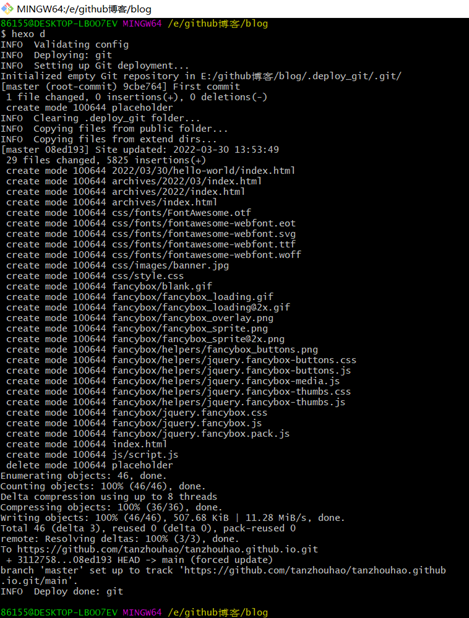 MINGW64:/e/github博客/blog
86155@DESKTOP-LBOO7EV MINGW64 /e/github博客/blog
$ hexo d
INFO  Validating config
INFO  Deploying: git
INFO  Setting up Git deployment...
Initialized empty Git repository in E:/github博客/blog/.deploy_git/.git/
[master (root-commit) 9cbe764] First commit
 1 file changed, 0 insertions(+), 0 deletions(-)
 create mode 100644 placeholder
INFO  Clearing .deploy_git folder...
INFO  Copying files from public folder...
INFO  Copying files from extend dirs...
[master 08ed193] Site updated: 2022-03-30 13:53:49
 29 files changed, 5825 insertions(+)
 create mode 100644 2022/03/30/hello-world/index.html
 create mode 100644 archives/2022/03/index.html
 create mode 100644 archives/2022/index.html
 create mode 100644 archives/index.html
 create mode 100644 css/fonts/FontAwesome.otf
 create mode 100644 css/fonts/fontawesome-webfont.eot
 create mode 100644 css/fonts/fontawesome-webfont.svg
 create mode 100644 css/fonts/fontawesome-webfont.ttf
 create mode 100644 css/fonts/fontawesome-webfont.woff
 create mode 100644 css/images/banner.jpg
 create mode 100644 css/style.css
 create mode 100644 fancybox/blank.gif
 create mode 100644 fancybox/fancybox_loading.gif
 create mode 100644 fancybox/fancybox_loading@2x.gif
 create mode 100644 fancybox/fancybox_overlay.png
 create mode 100644 fancybox/fancybox_sprite.png
 create mode 100644 fancybox/fancybox_sprite@2x.png
 create mode 100644 fancybox/helpers/fancybox_buttons.png
 create mode 100644 fancybox/helpers/jquery.fancybox-buttons.css
 create mode 100644 fancybox/helpers/jquery.fancybox-buttons.js
 create mode 100644 fancybox/helpers/jquery.fancybox-media.js
 create mode 100644 fancybox/helpers/jquery.fancybox-thumbs.css
 create mode 100644 fancybox/helpers/jquery.fancybox-thumbs.js
 create mode 100644 fancybox/jquery.fancybox.css
 create mode 100644 fancybox/jquery.fancybox.js
 create mode 100644 fancybox/jquery.fancybox.pack.js
 create mode 100644 index.html
 create mode 100644 js/script.js
 delete mode 100644 placeholder
Enumerating objects: 46, done.
Counting objects: 100% (46/46), done.
Delta compression using up to 8 threads
Compressing objects: 100% (36/36), done.
Writing objects: 100% (46/46), 507.68 KiB | 11.28 MiB/s, done.
Total 46 (delta 3), reused 0 (delta 0), pack-reused 0
remote: Resolving deltas: 100% (3/3), done.
To https://github.com/tanzhouhao/tanzhouhao.github.io.git
 + 3112758...08ed193 HEAD -> main (forced update)
branch 'master' set up to track 'https://github.com/tanzhouhao/tanzhouhao.github
.io.git/main'.
INFO  Deploy done: git
86155@DESKTOP-LBOO7EV MINGW64 /e/github博客/blog